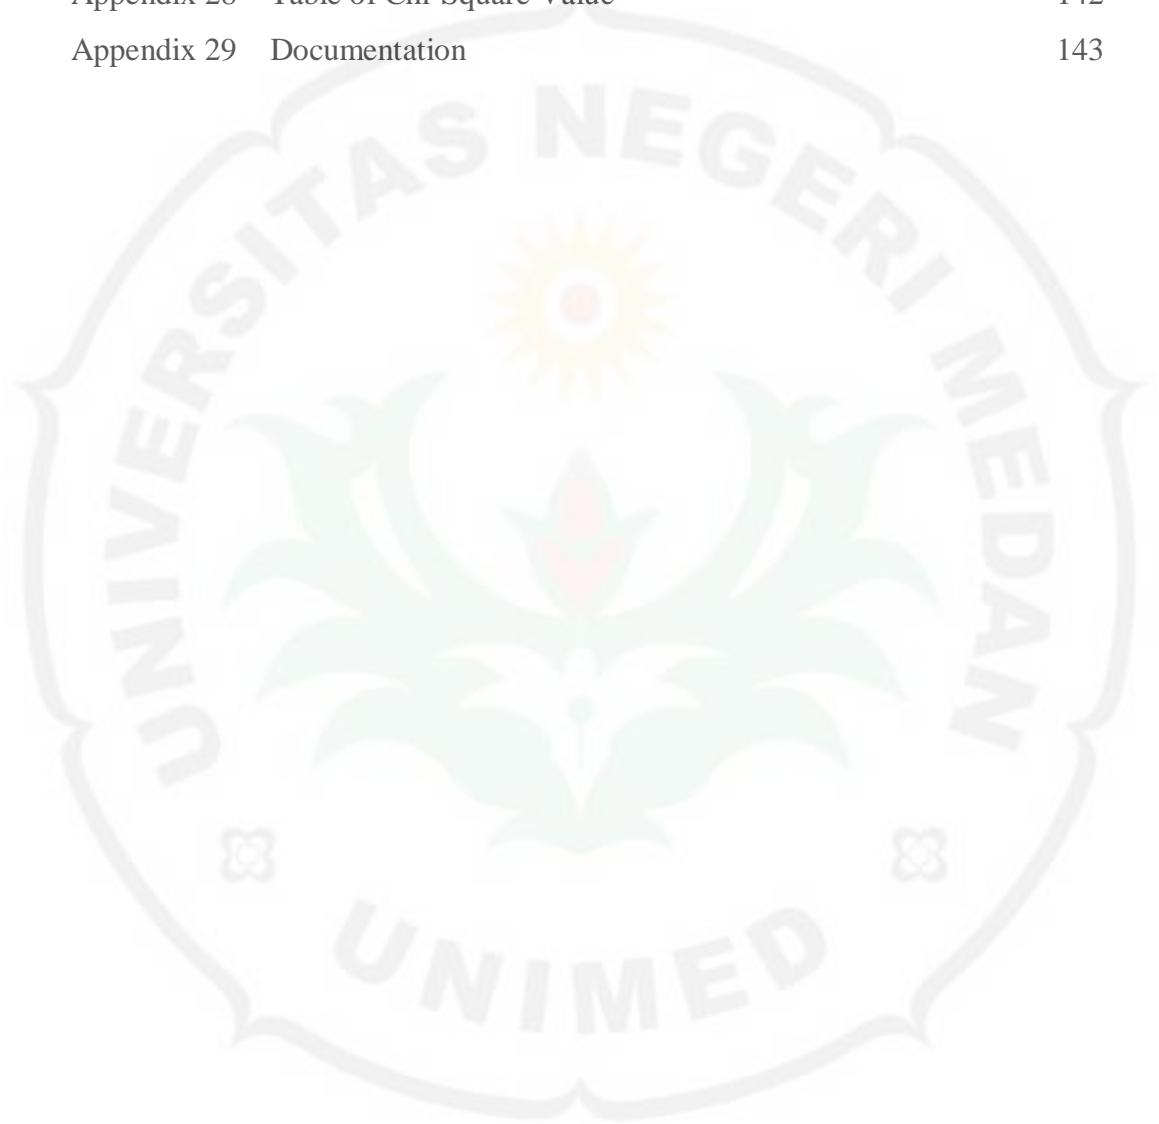 Appendix 28 Table of Chi-Square Value 142
Appendix 29 Documentation 143
UNIVERSITAS NEGERI MEDAN
UNIMED